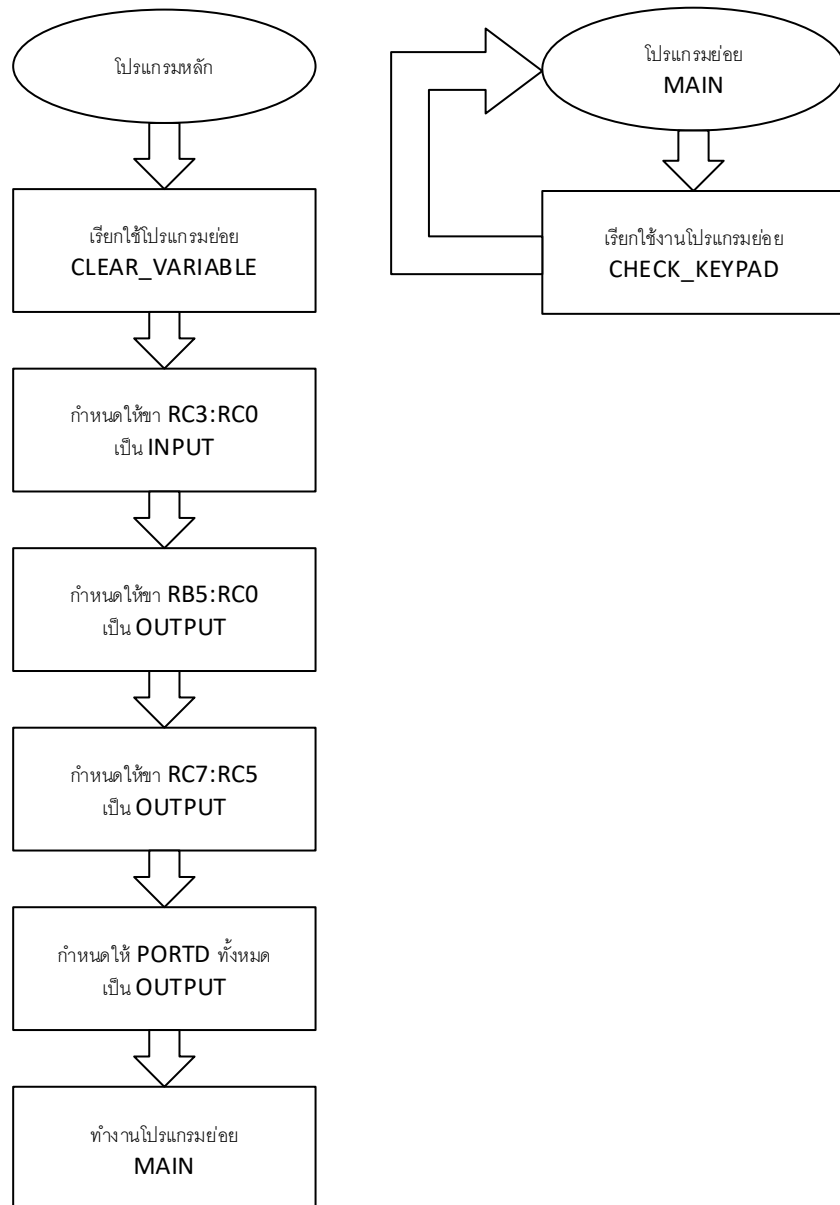 โปรแกรมหลัก
เรียกใช้โปรแกรมย่อย
CLEAR_VARIABLE
กำหนดให้ขา RC3:RC0
เป็น INPUT
กำหนดให้ขา RB5:RC0
เป็น OUTPUT
กำหนดให้ขา RC7:RC5
เป็น OUTPUT
กำหนดให้ PORTD ทั้งหมด
เป็น OUTPUT
ทำงานโปรแกรมย่อย
MAIN
โปรแกรมย่อย
MAIN
เรียกใช้งานโปรแกรมย่อย
CHECK_KEYPAD